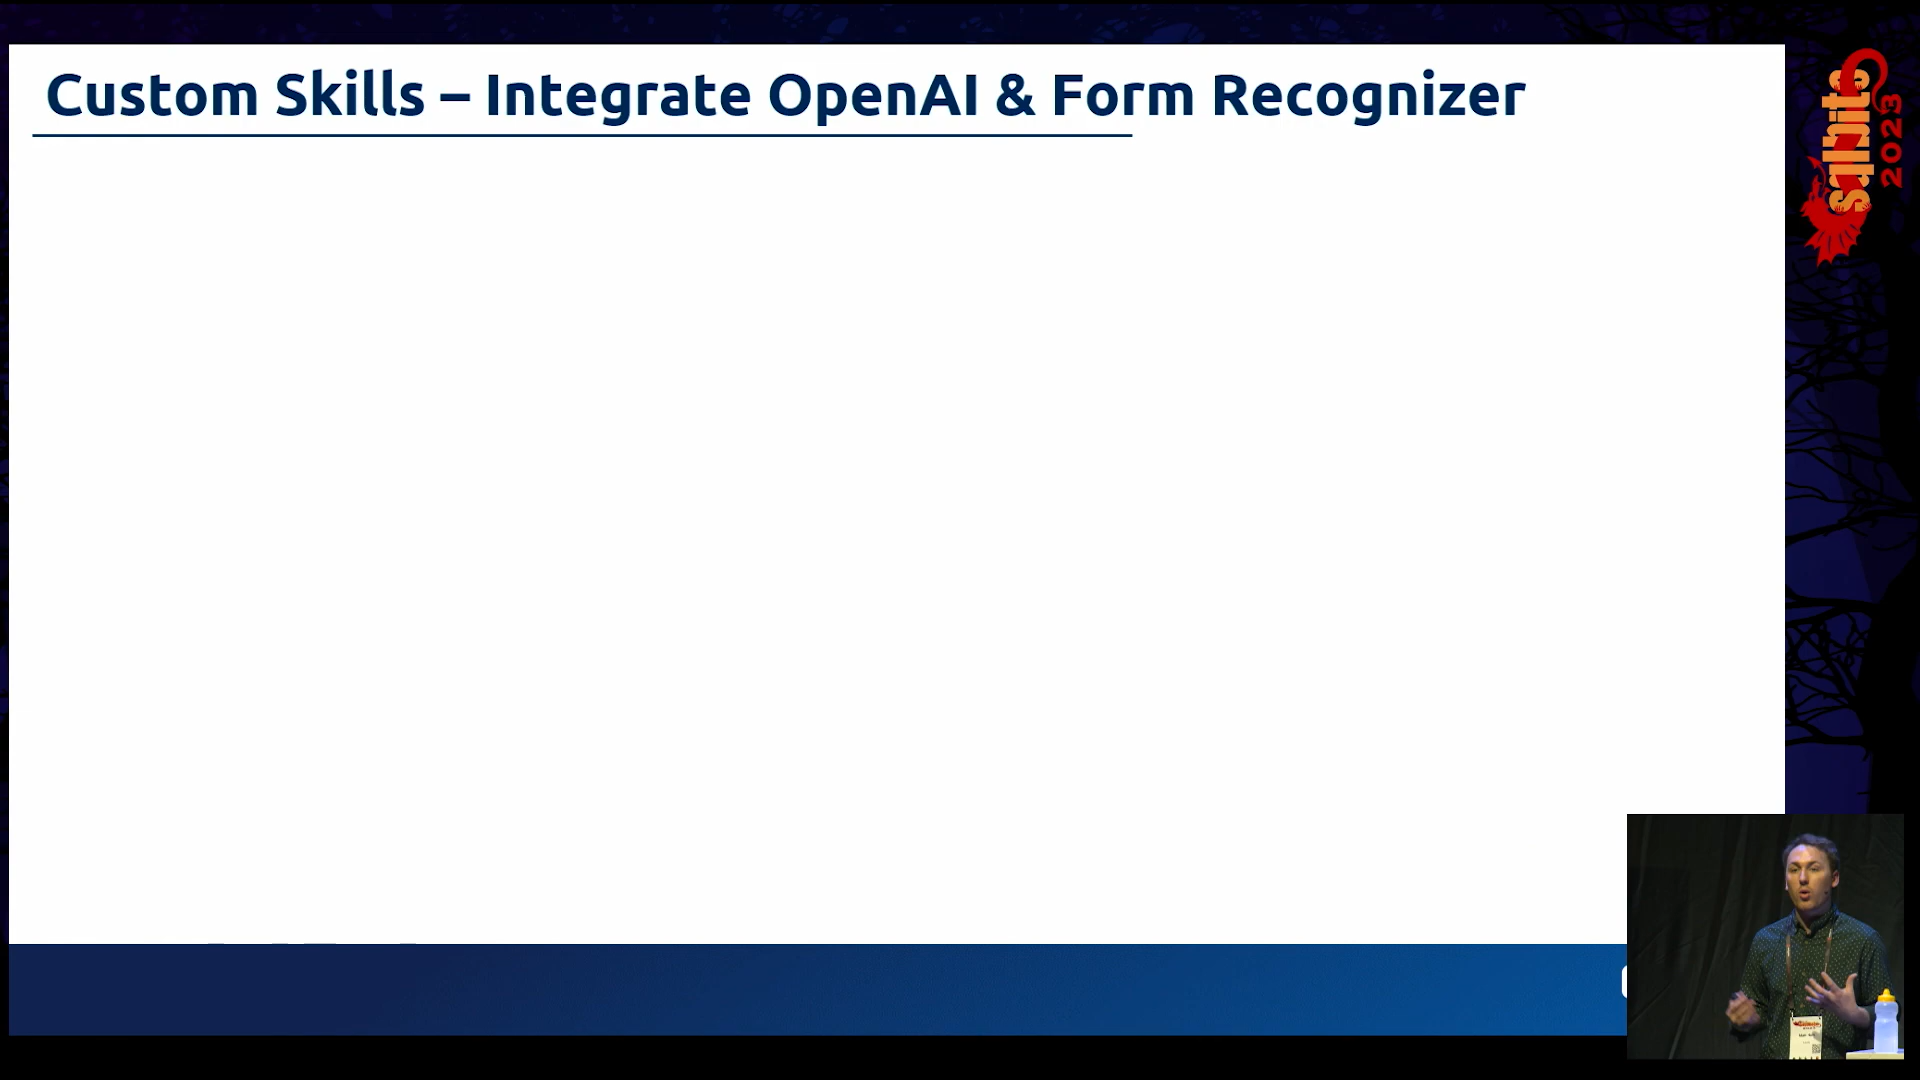 Custom Skills – Integrate OpenAI & Form Recognizer
sqlbits
2023